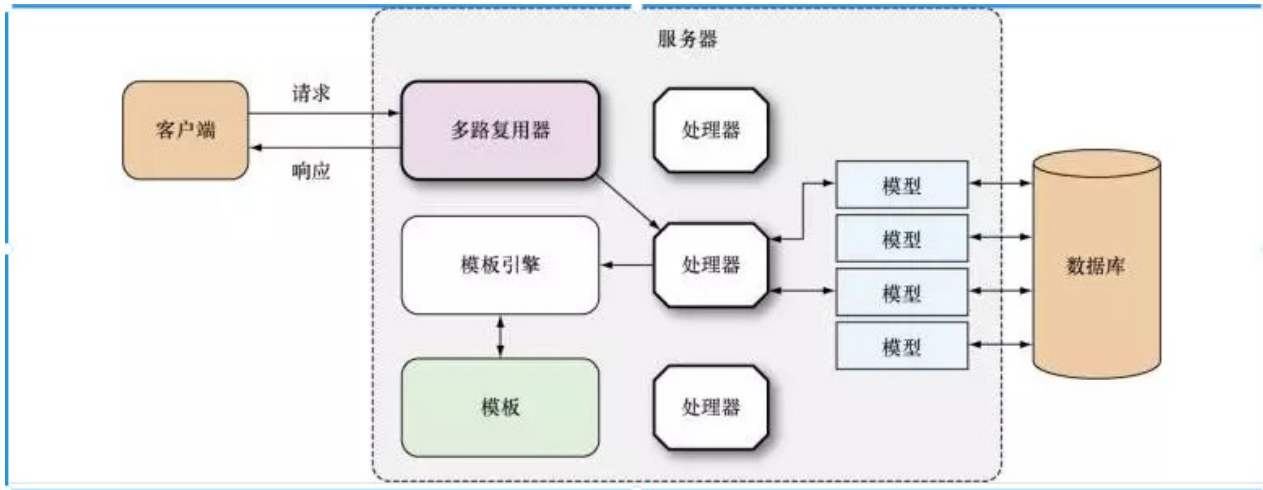 服务器
请求
客户端
响应
多路复用器
处理器
模型
模型
模板引擎
处理器
模型
模型
数据库
模板
处理器